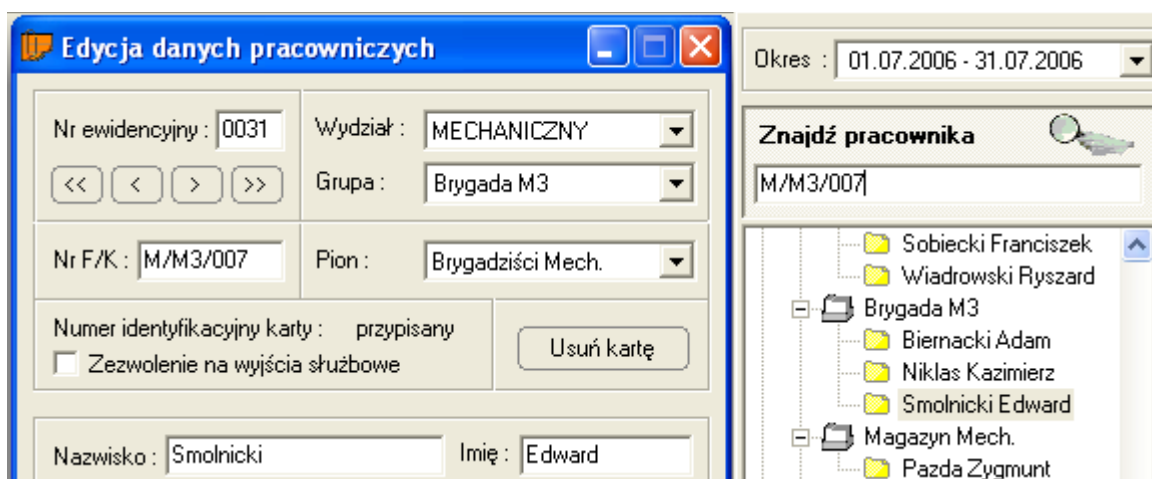 Edycja danych pracowniczych
Nr ewidencyjny : 0031
<< < > >>
Wydział : MECHANICZNY
Grupa : Brygada M3
Nr F/K : M/M3/007
Pion : Brygadziści Mech.
Numer identyfikacyjny karty : przypisany
Zezwolenie na wyjścia służbowe
Usuń kartę
Nazwisko : Smolnicki
Imię : Edward
Okres : 01.07.2006 - 31.07.2006
Znajdź pracownika
M/M3/007
Sobiecki Franciszek
Wiadrowski Ryszard
Brygada M3
Biernacki Adam
Niklas Kazimierz
Smolnicki Edward
Magazyn Mech.
Pazda Zygmunt